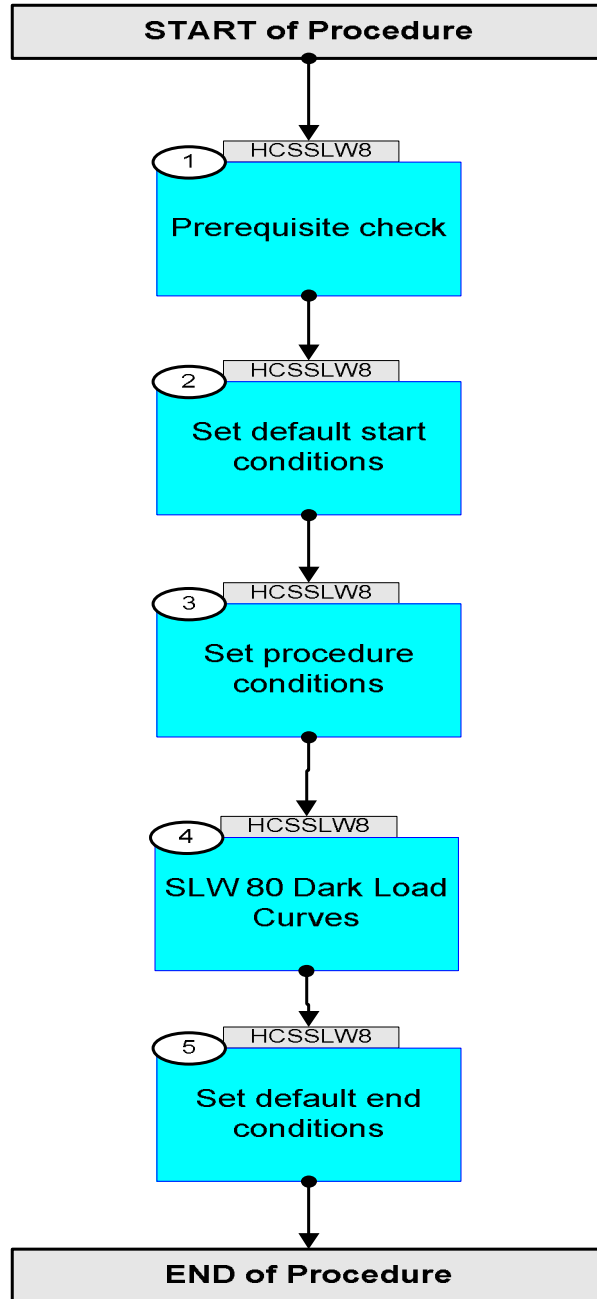 START of Procedure
HCSSLW8
1
Prerequisite check
HCSSLW8
2
Set default start
conditions
HCSSLW8
3
Set procedure
conditions
HCSSLW8
4
SLW 80 Dark Load
Curves
HCSSLW8
5
Set default end
conditions
END of Procedure